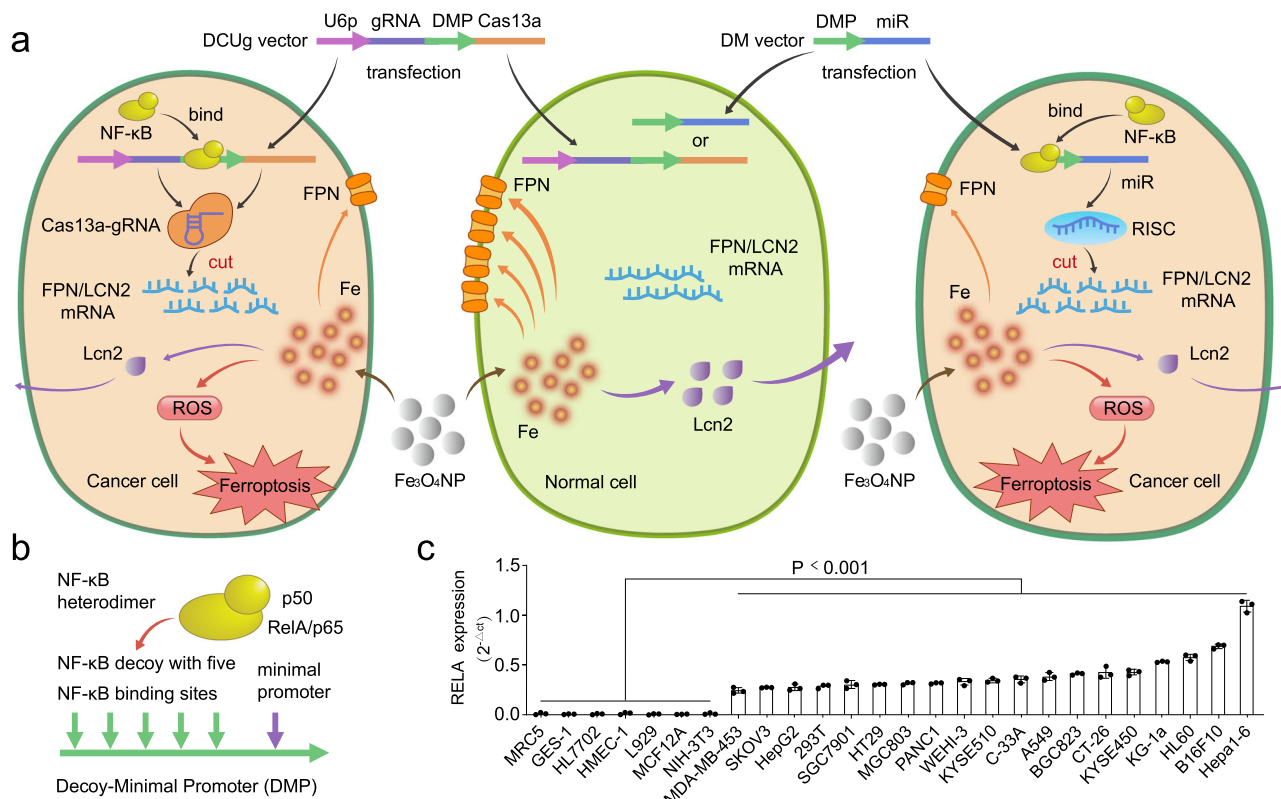 a
U6p gRNA DMP Cas13a
DCUg vector
transfection
DMP miR
DM vector
transfection
bind
NF-κB
FPN
Cas13a-gRNA
cut
FPN/LCN2
mRNA
Fe
Lcn2
ROS
Cancer cell
Ferroptosis
Fe₃O₄NP
or
FPN
FPN/LCN2
mRNA
Fe
Lcn2
Normal cell
Fe₃O₄NP
bind
NF-κB
FPN
miR
RISC
cut
FPN/LCN2
mRNA
Fe
Lcn2
ROS
Ferroptosis
Cancer cell
b
NF-κB
heterodimer
p50
RelA/p65
NF-κB decoy with five
NF-κB binding sites
minimal
promoter
Decoy-Minimal Promoter (DMP)
c
P < 0.001
RELA expression
(2-△ct)
1.5
1.0
0.5
0.0
MRC5
GES-1
HL7702
HMEC-1
L929
MCF12A
NIH-3T3
MDA-MB-453
SKOV3
HepG2
293T
SGC7901
HT29
MGC803
PANC1
WEHI-3
KYSE510
C-33A
A549
BGC823
CT-26
KYSE450
KG-1a
HL60
B16F10
Hepa1-6